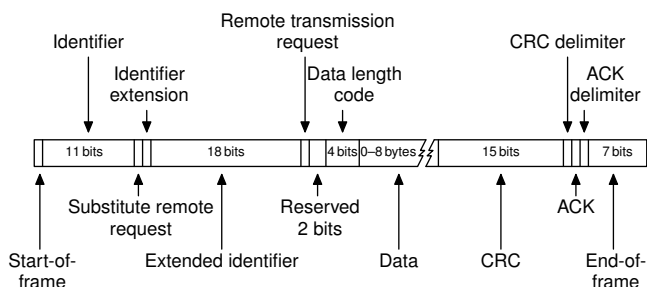 Remote transmission
request
Identifier
CRC delimiter
Identifier
extension
Data length
code
ACK
delimiter
11 bits
18 bits
4 bits
0–8 bytes
15 bits
7 bits
Substitute remote
request
Reserved
2 bits
ACK
Start-of-
frame
Extended identifier
Data
CRC
End-of-
frame